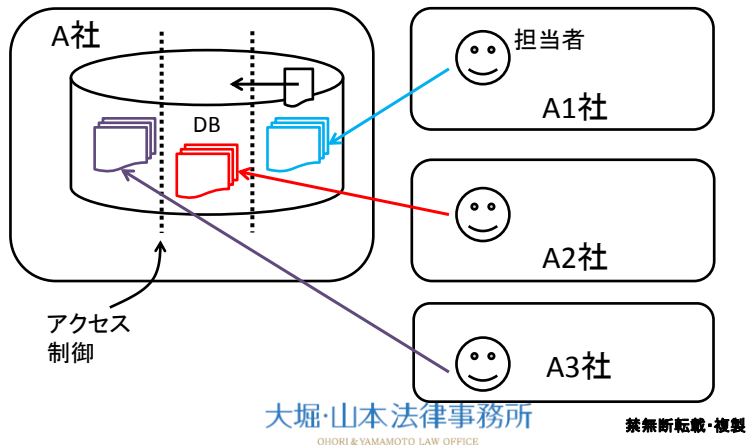 A社
DB
アクセス
制御
担当者
A1社
A2社
A3社
大堀・山本法律事務所
OHORI & YAMAMOTO LAW OFFICE
禁無断転載・複製